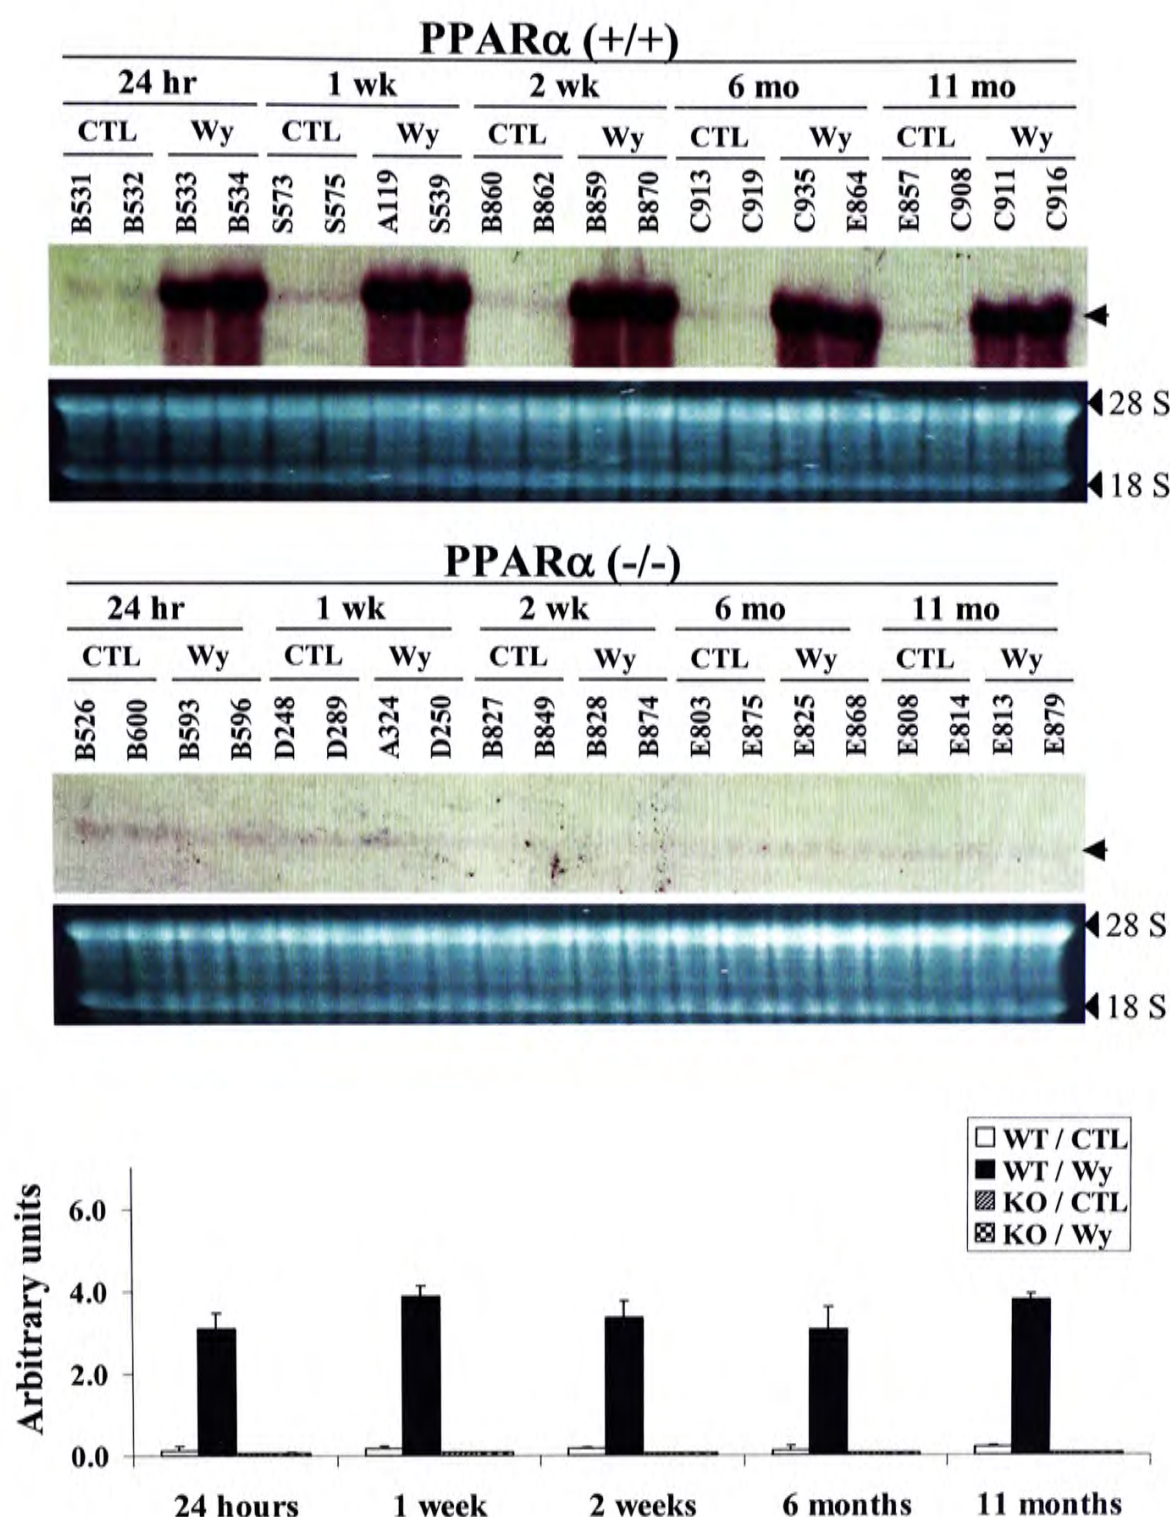 PPARα (+/+)
24 hr 1 wk 2 wk 6 mo 11 mo
CTL Wy CTL Wy CTL Wy CTL Wy CTL Wy
B531 B532 B533 B534 S573 S575 A119 S539 B860 B862 B859 B870 C913 C919 C935 E864 E857 C908 C911 C916
28 S
18 S
PPARα (-/-)
24 hr 1 wk 2 wk 6 mo 11 mo
CTL Wy CTL Wy CTL Wy CTL Wy CTL Wy
B526 B600 B593 B596 D248 D289 A324 D250 B827 B849 B828 B874 E803 E875 E825 E868 E808 E814 E813 E879
28 S
18 S
WT / CTL
WT / Wy
KO / CTL
KO / Wy
Arbitrary units
6.0
4.0
2.0
0.0
24 hours 1 week 2 weeks 6 months 11 months